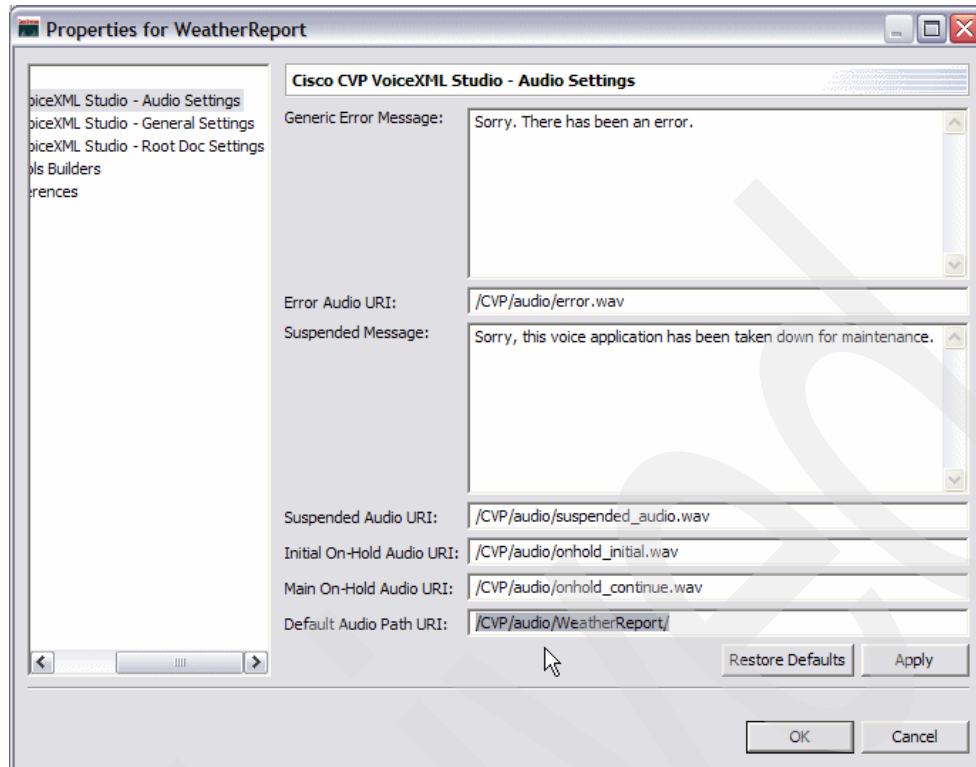 Properties for WeatherReport
Cisco CVP VoiceXML Studio - Audio Settings
oiceXML Studio - Audio Settings
oiceXML Studio - General Settings
oiceXML Studio - Root Doc Settings
ols Builders
erences
Generic Error Message:
Sorry. There has been an error.
Error Audio URI:
/CVP/audio/error.wav
Suspended Message:
Sorry, this voice application has been taken down for maintenance.
Suspended Audio URI:
/CVP/audio/suspended_audio.wav
Initial On-Hold Audio URI:
/CVP/audio/onhold_initial.wav
Main On-Hold Audio URI:
/CVP/audio/onhold_continue.wav
Default Audio Path URI:
/CVP/audio/WeatherReport/
Restore Defaults
Apply
OK
Cancel